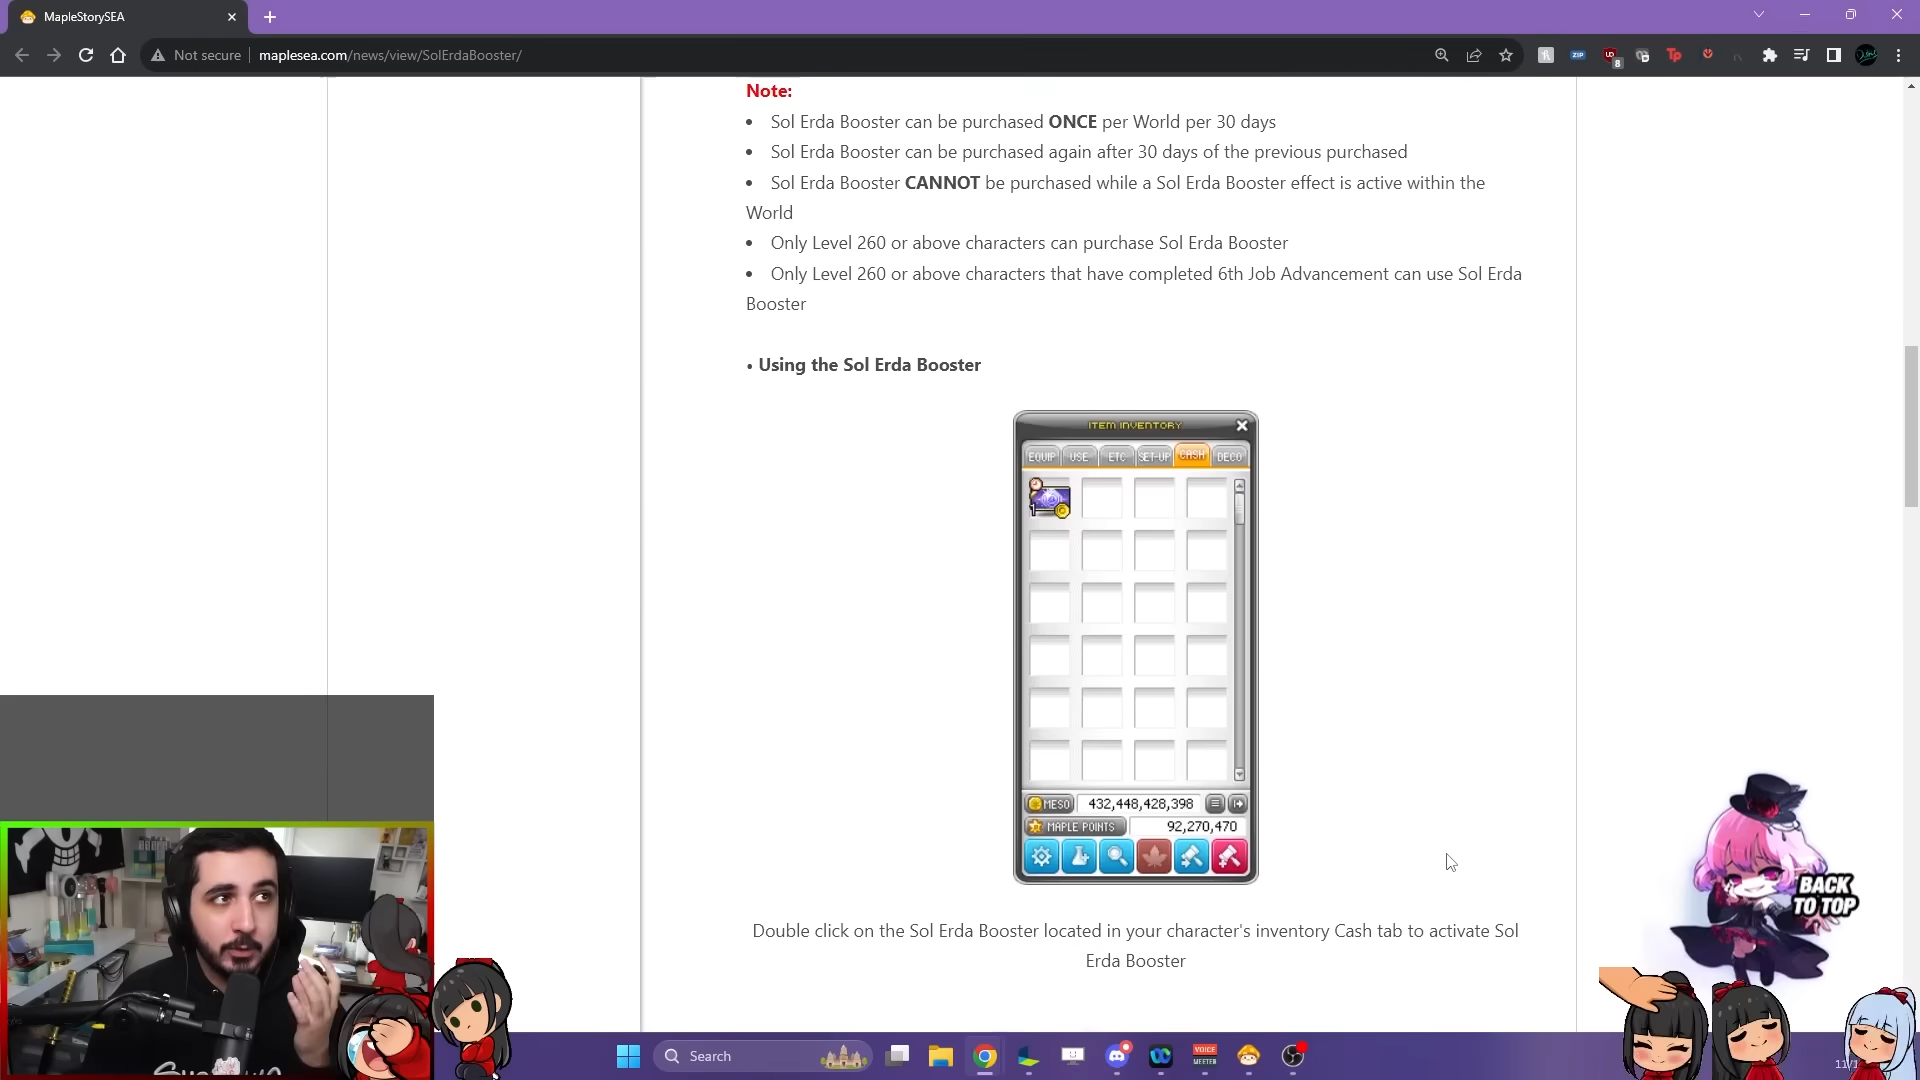 MapleStorySEA
Not secure
maplesea.com/news/view/SolErdaBooster/
ZIP
8
Tp
Note:
• Sol Erda Booster can be purchased ONCE per World per 30 days
• Sol Erda Booster can be purchased again after 30 days of the previous purchased
• Sol Erda Booster CANNOT be purchased while a Sol Erda Booster effect is active within the
World
• Only Level 260 or above characters can purchase Sol Erda Booster
• Only Level 260 or above characters that have completed 6th Job Advancement can use Sol Erda
Booster
• Using the Sol Erda Booster
ITEM INVENTORY
EQUIP USE ETC SET-UP CASH DECO
1
MESO 432,448,428,398
MAPLE POINTS 92,270,470
BACK
TO TOP
Double click on the Sol Erda Booster located in your character's inventory Cash tab to activate Sol
Erda Booster
Search
VOICE
MEETER